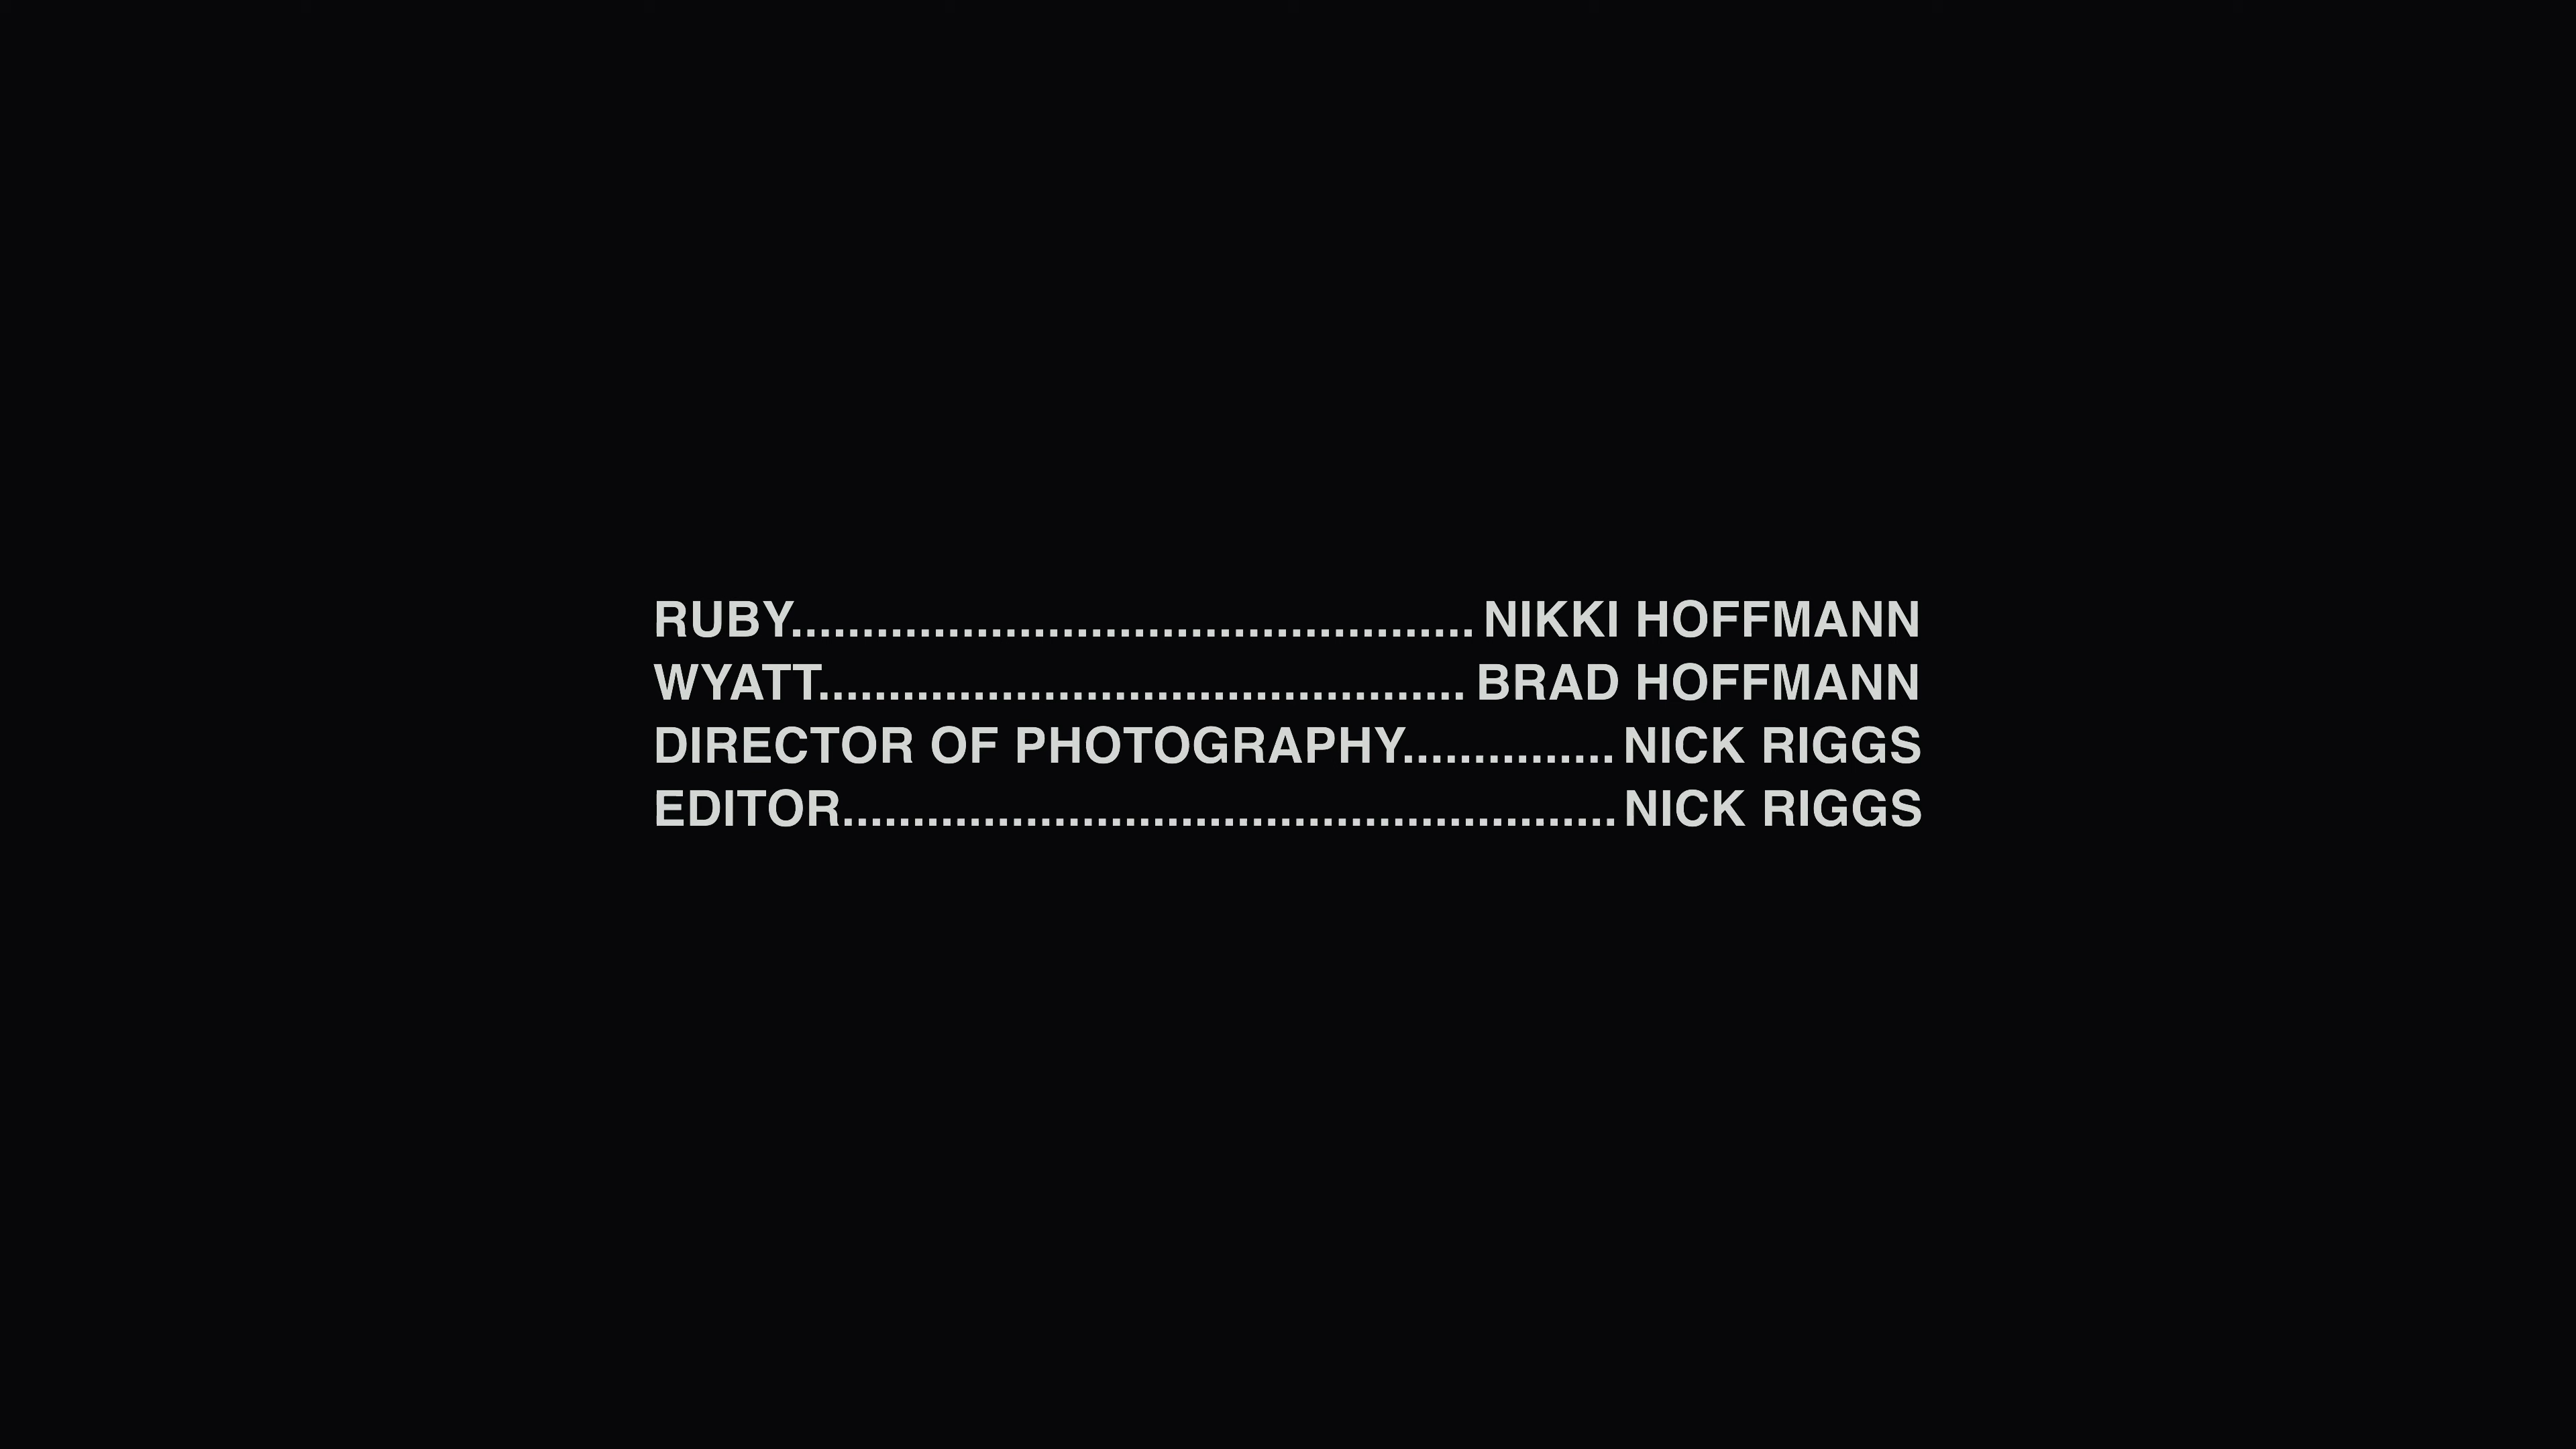 RUBY................................................ NIKKI HOFFMANN
WYATT.............................................. BRAD HOFFMANN
DIRECTOR OF PHOTOGRAPHY............... NICK RIGGS
EDITOR....................................................... NICK RIGGS